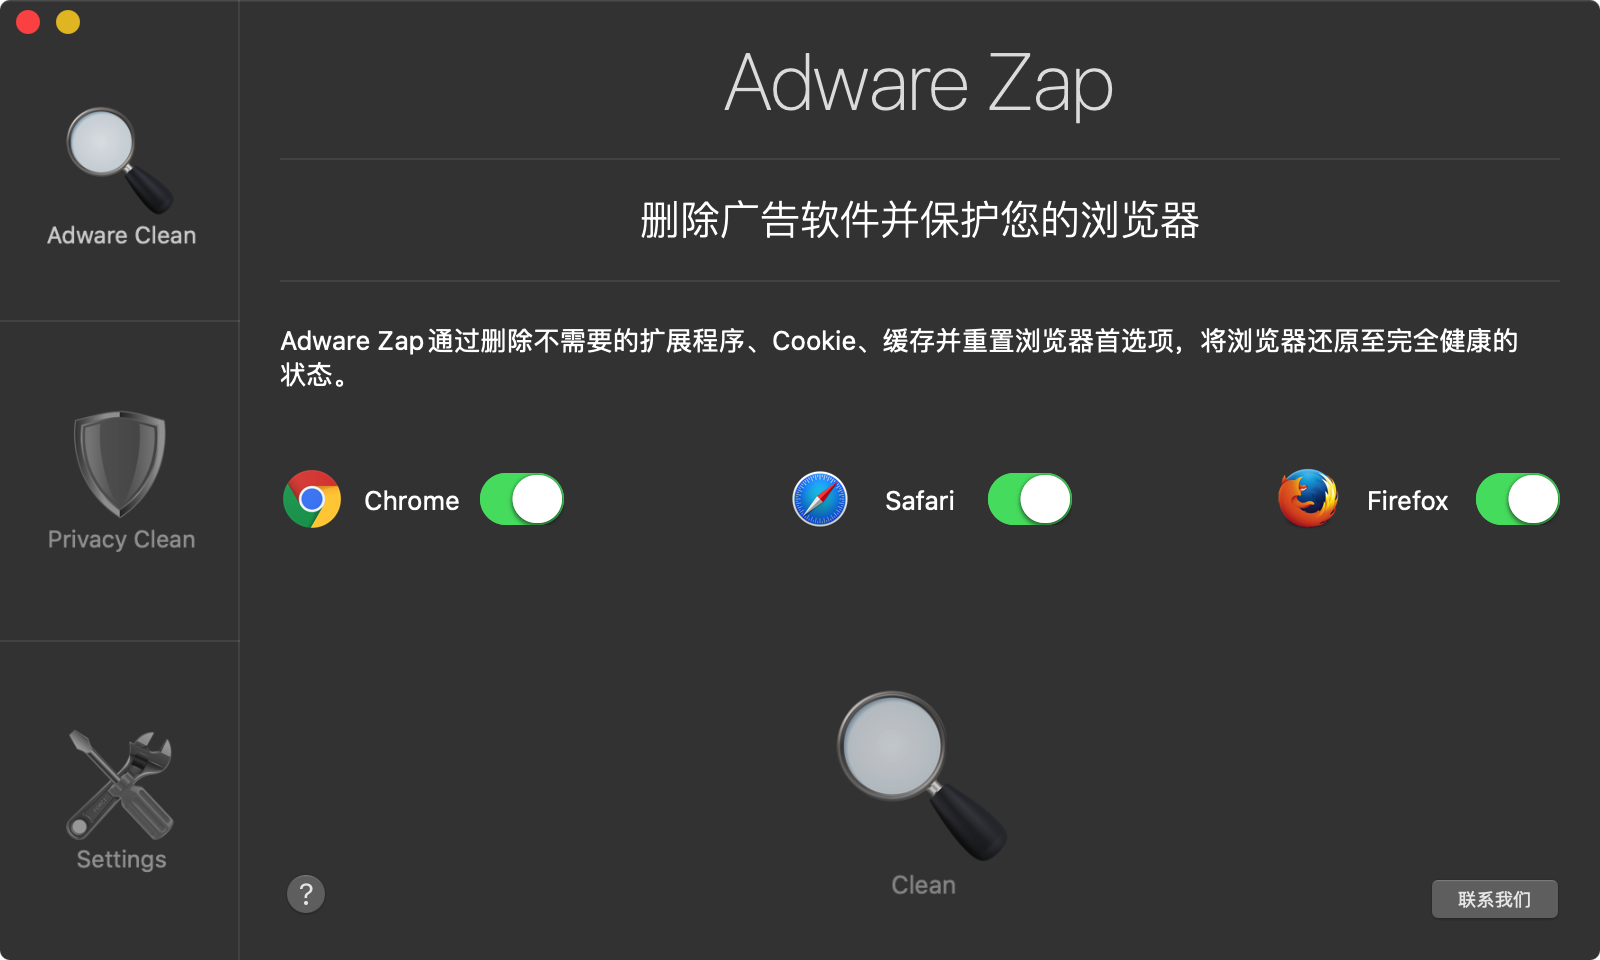 Adware Zap
Adware Clean
删除广告软件并保护您的浏览器
Adware Zap通过删除不需要的扩展程序、Cookie、缓存并重置浏览器首选项，将浏览器还原至完全健康的
状态。
Chrome
Safari
Firefox
Privacy Clean
Settings
?
Clean
联系我们